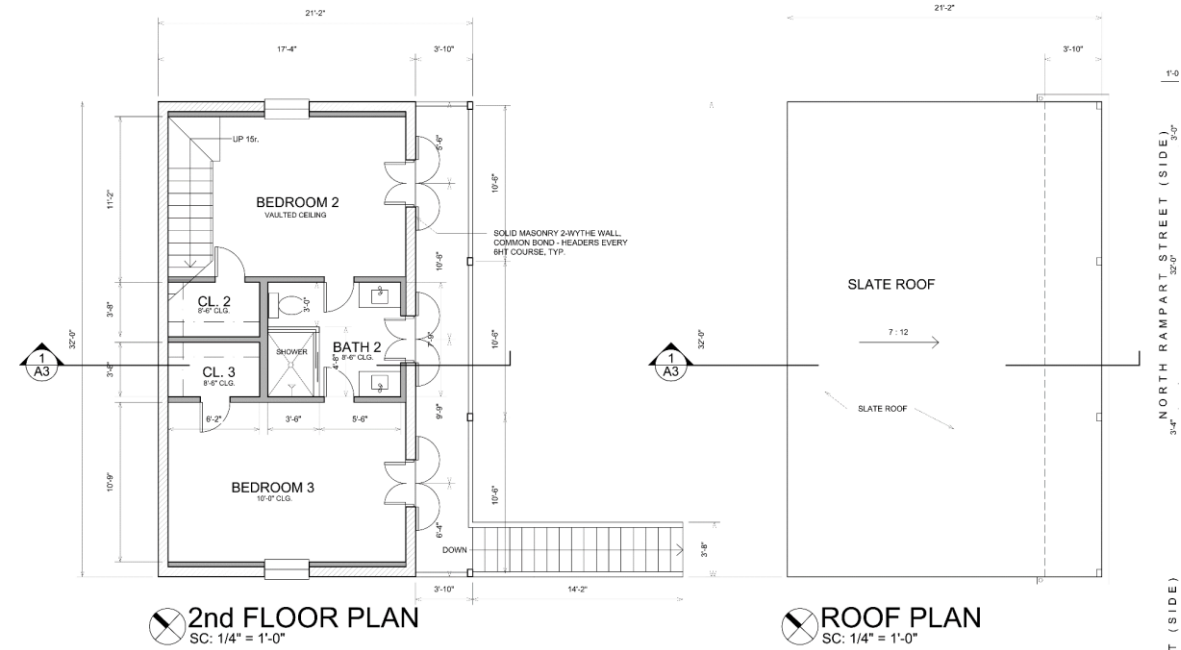 21'-2"
17'-4"
3'-10"
UP 15r.
BEDROOM 2
VAULTED CEILING
11'-2"
5'-6"
10'-6"
SOLID MASONRY 2-WYTHE WALL,
COMMON BOND - HEADERS EVERY
6HT COURSE, TYP.
10'-6"
32'-0"
3'-8"
CL. 2
8'-6" CLG.
3'-0"
SHOWER
BATH 2
8'-6" CLG.
4'-6"
7'-9"
10'-6"
1
A3
3'-6"
CL. 3
8'-6" CLG.
6'-2"
3'-6"
5'-6"
9'-9"
10'-9"
BEDROOM 3
10'-0" CLG.
10'-6"
6'-4"
DOWN
3'-8"
3'-10"
14'-2"
2nd FLOOR PLAN
SC: 1/4" = 1'-0"
21'-2"
3'-10"
SLATE ROOF
7 : 12
32'-0"
1
A3
SLATE ROOF
ROOF PLAN
SC: 1/4" = 1'-0"
1'-0
3'-0"
NORTH RAMPART STREET (SIDE)
32'-0"
3'-4"
T (SIDE)